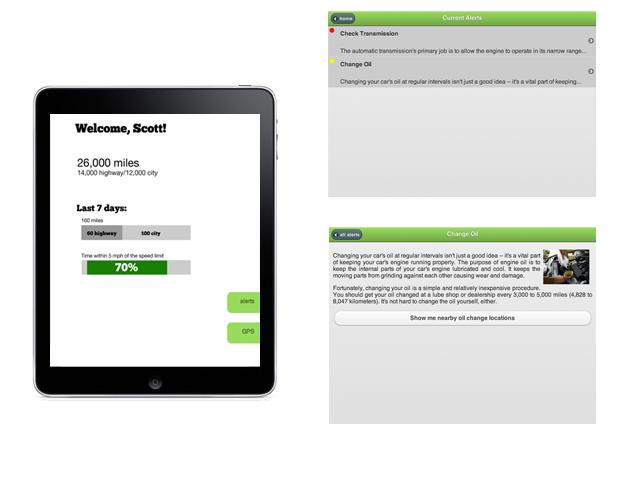 Welcome, Scott!
26,000 miles
14,000 highway/12,000 city
Last 7 days:
160 miles
60 highway 100 city
Time within 5 mph of the speed limit
70%
alerts
GPS
home Current Alerts
Check Transmission
The automatic transmission's primary job is to allow the engine to operate in its narrow range...
Change Oil
Changing your car's oil at regular intervals isn't just a good idea – it's a vital part of keeping...
all alerts Change Oil
Changing your car's oil at regular intervals isn't just a good idea – it's a vital part
of keeping your car's engine running properly. The purpose of engine oil is to
keep the internal parts of your car's engine lubricated and cool. It keeps the
moving parts from grinding against each other causing wear and damage.
Fortunately, changing your oil is a simple and relatively inexpensive procedure.
You should get your oil changed at a lube shop or dealership every 3,000 to 5,000 miles (4,828 to
8,047 kilometers). It's not hard to change the oil yourself, either.
Show me nearby oil change locations